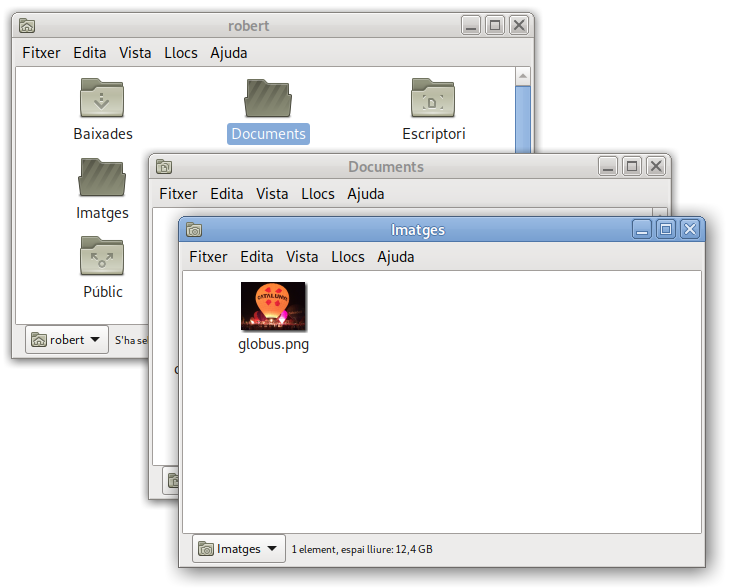 robert
Fitxer Edita Vista Llocs Ajuda
Baixades Documents Escriptori
Imatges
Públic
robert S'ha se
Documents
Fitxer Edita Vista Llocs Ajuda
Imatges
Fitxer Edita Vista Llocs Ajuda
CATALUNYA
globus.png
Imatges 1 element, espai lliure: 12,4 GB